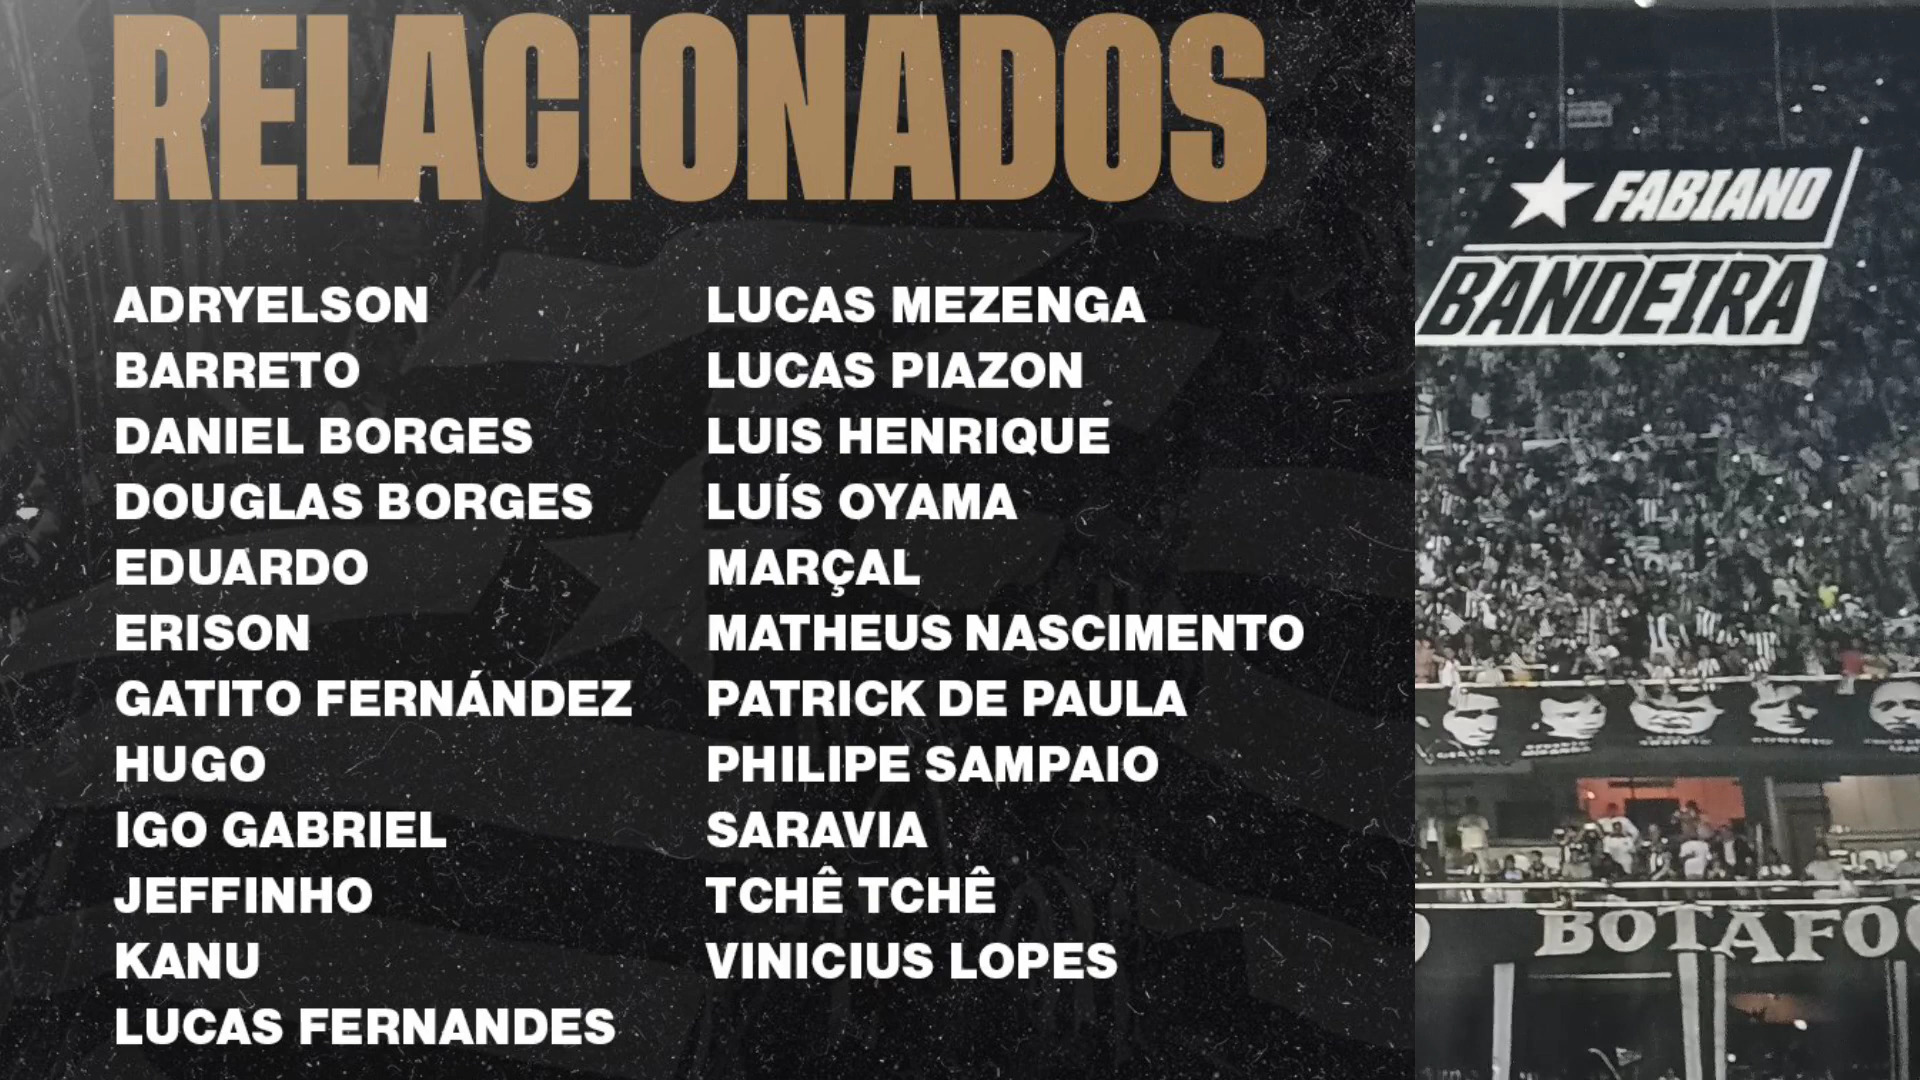 RELACIONADOS
ADRYELSON
BARRETO
DANIEL BORGES
DOUGLAS BORGES
EDUARDO
ERISON
GATITO FERNÁNDEZ
HUGO
IGO GABRIEL
JEFFINHO
KANU
LUCAS FERNANDES
LUCAS MEZENGA
LUCAS PIAZON
LUIS HENRIQUE
LUÍS OYAMA
MARÇAL
MATHEUS NASCIMENTO
PATRICK DE PAULA
PHILIPE SAMPAIO
SARAVIA
TCHÊ TCHÊ
VINICIUS LOPES
FABIANO
BANDEIRA
BOTAFOG